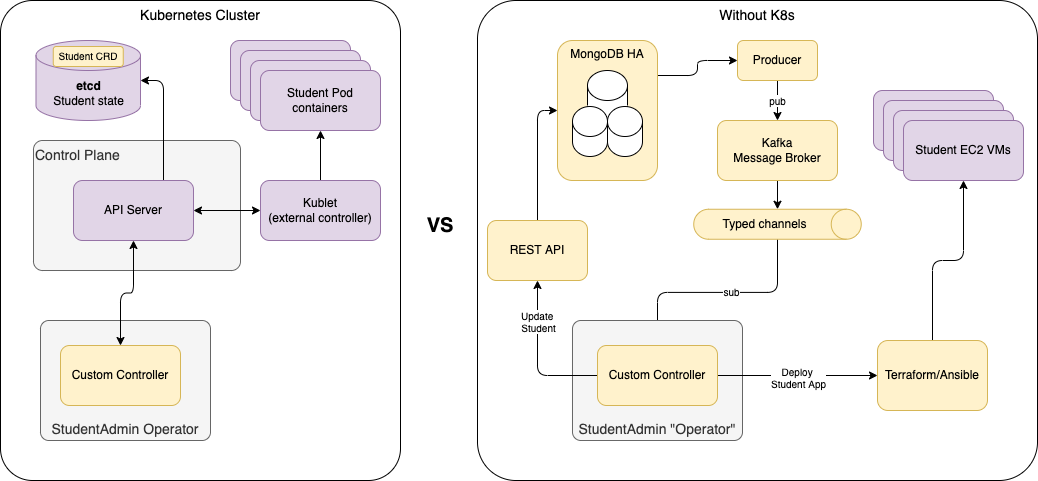 Kubernetes Cluster
Student CRD
etcd
Student state
Student Pod
containers
Control Plane
API Server
Kublet
(external controller)
Custom Controller
StudentAdmin Operator
VS
Without K8s
MongoDB HA
Producer
pub
Kafka
Message Broker
Student EC2 VMs
Typed channels
REST API
sub
Update
Student
Custom Controller
Deploy
Student App
Terraform/Ansible
StudentAdmin "Operator"